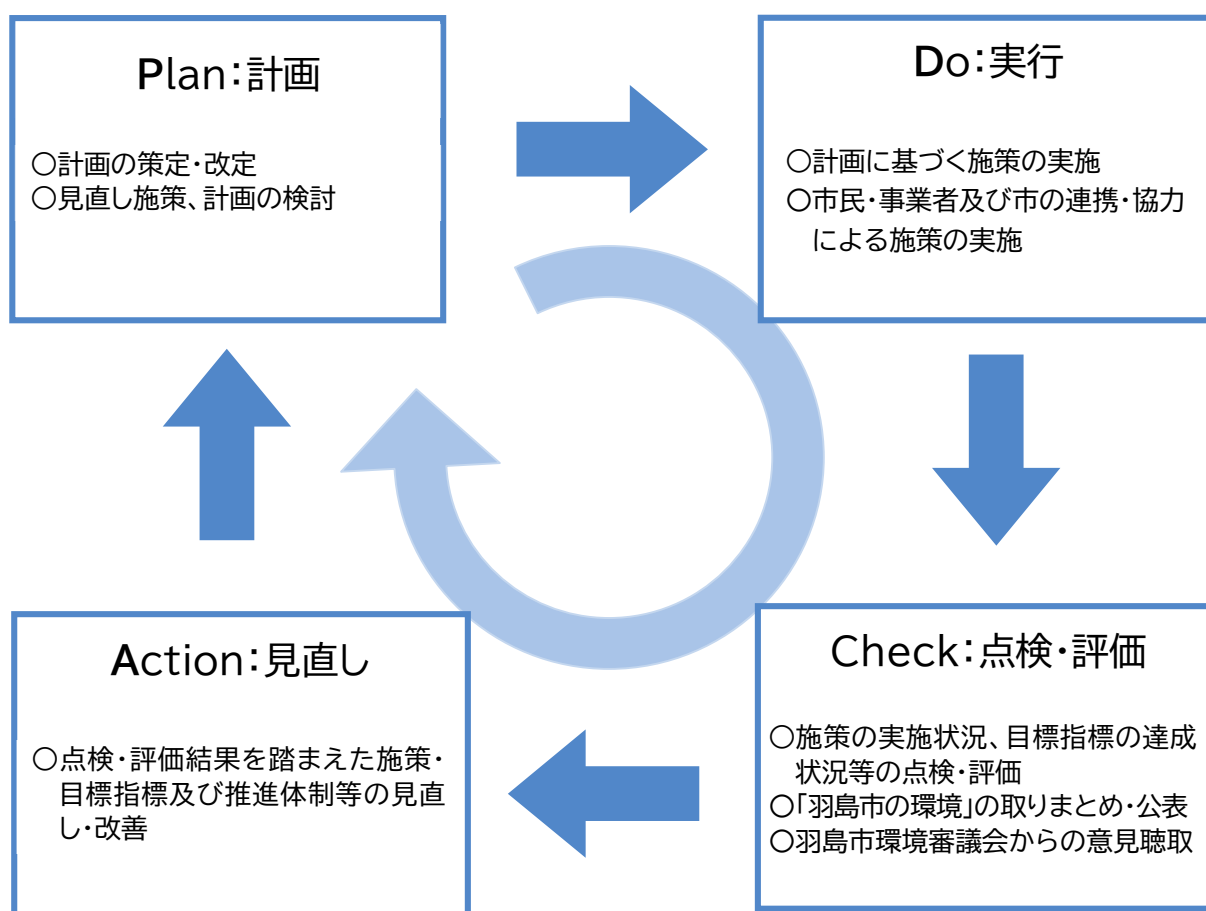 Plan：計画
○計画の策定・改定
○見直し施策、計画の検討
Do：実行
○計画に基づく施策の実施
○市民・事業者及び市の連携・協力
による施策の実施
Check：点検・評価
○施策の実施状況、目標指標の達成
状況等の点検・評価
○「羽島市の環境」の取りまとめ・公表
○羽島市環境審議会からの意見聴取
Action：見直し
○点検・評価結果を踏まえた施策・
目標指標及び推進体制等の見直
し・改善